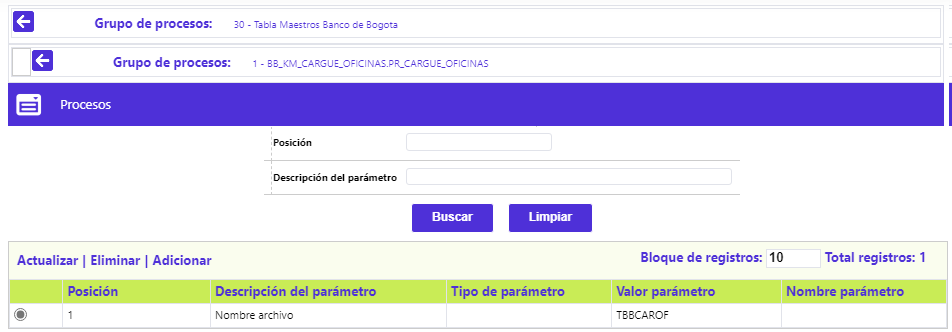 Grupo de procesos: 30 - Tabla Maestros Banco de Bogota
Grupo de procesos: 1 - BB_KM_CARGUE_OFICINAS.PR_CARGUE_OFICINAS
Procesos
Posición
Descripción del parámetro
Buscar Limpiar
Actualizar | Eliminar | Adicionar Bloque de registros: 10 Total registros: 1
Posición Descripción del parámetro Tipo de parámetro Valor parámetro Nombre parámetro
1 Nombre archivo TBBCAROF